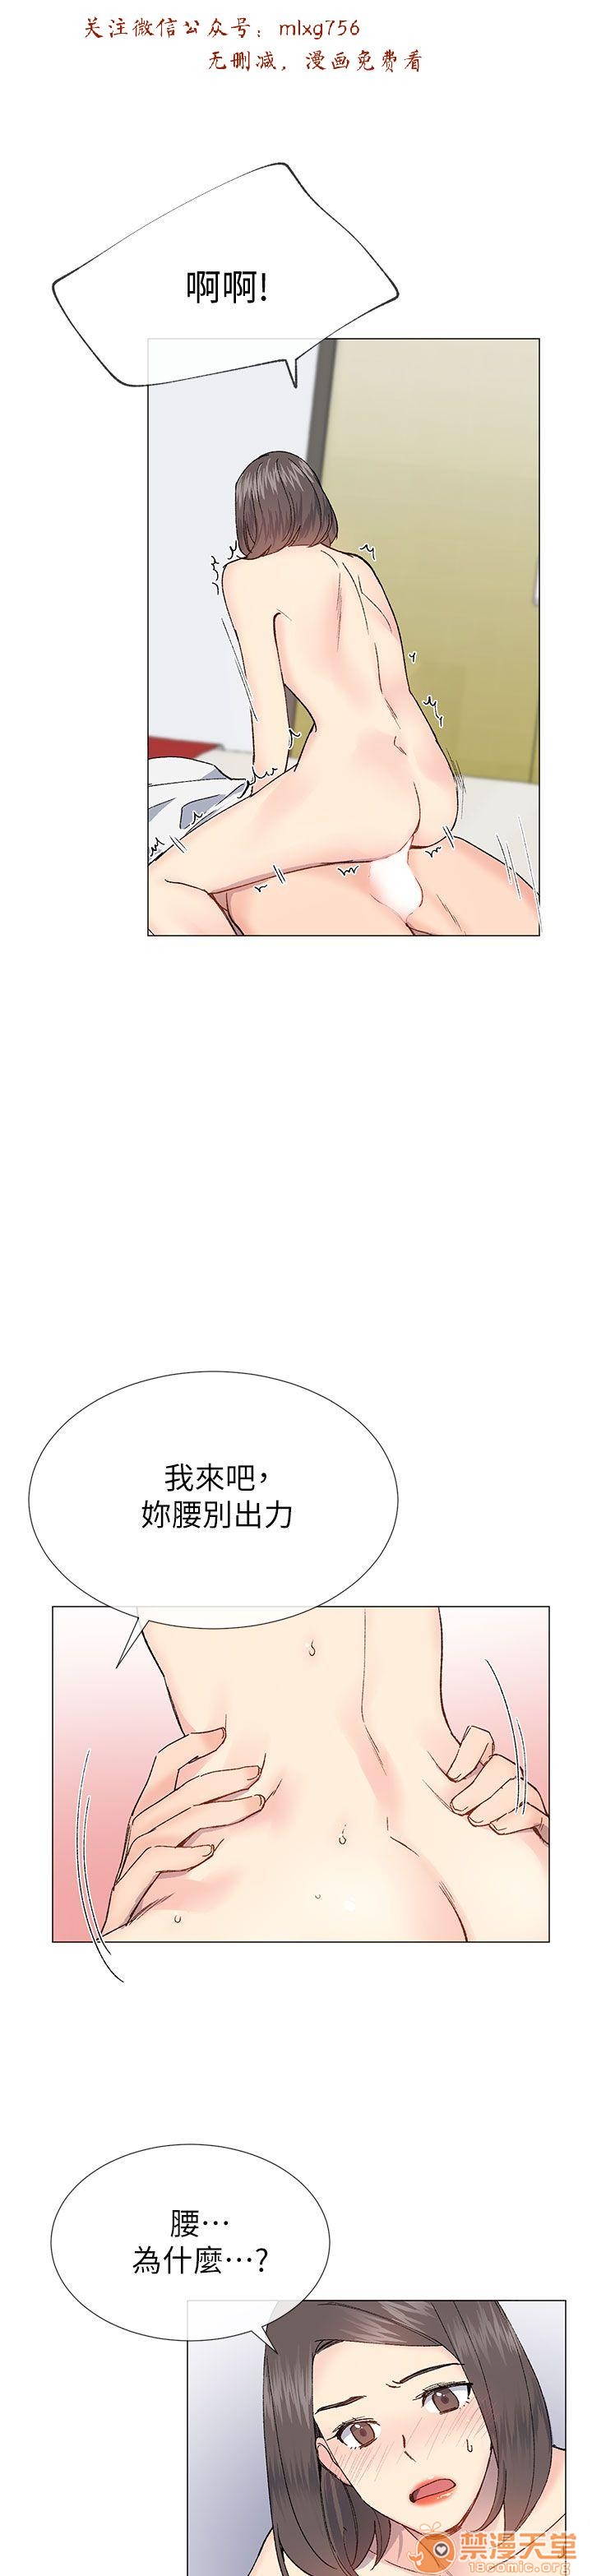 关注微信公众号：mlxg756
无删减，漫画免费看
啊啊!
我來吧，
妳腰別出力
腰…
為什麼…?
禁漫天堂
18comic.org